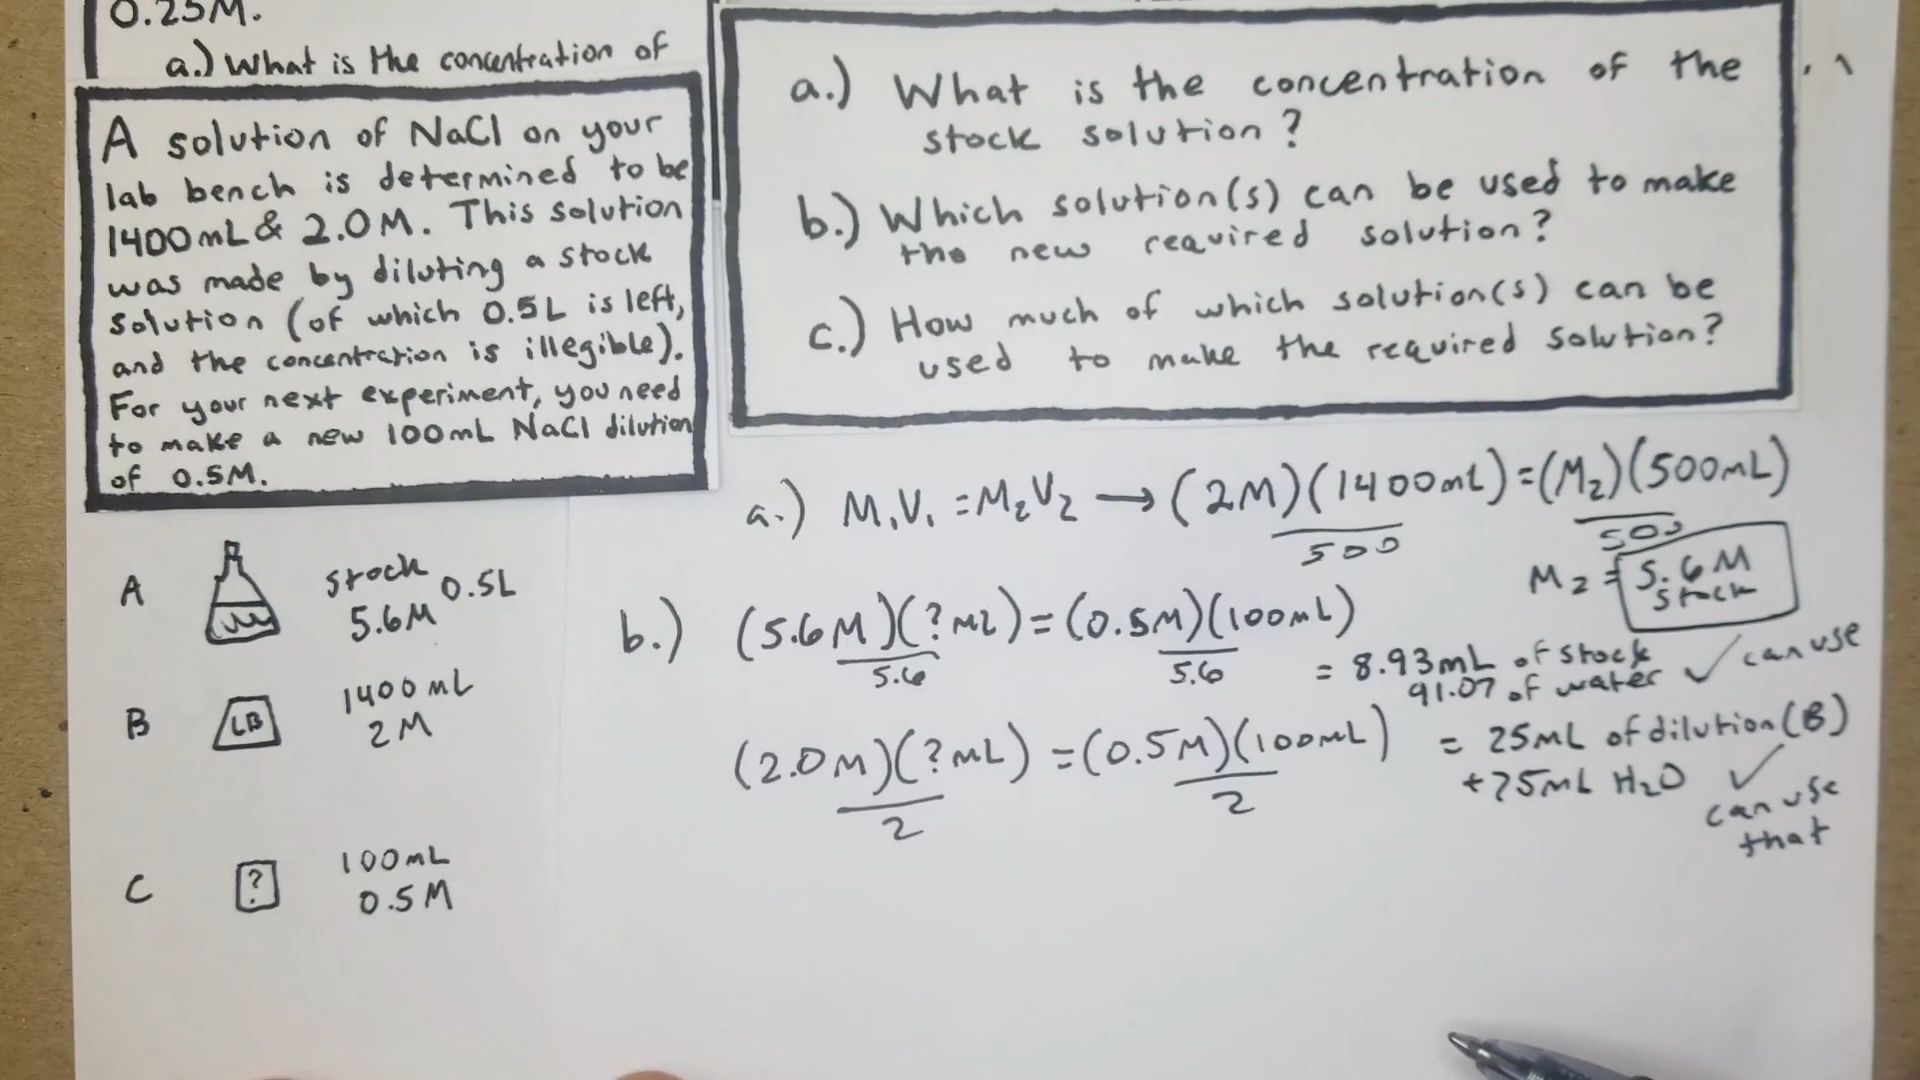 0.25M.
a.) What is the concentration of
A solution of NaCl on your
lab bench is determined to be
1400mL & 2.0M. This solution
was made by diluting a stock
solution (of which 0.5L is left,
and the concentration is illegible).
For your next experiment, you need
to make a new 100mL NaCl dilution
of 0.5M.
a.) What is the concentration of the
stock solution?
b.) Which solution(s) can be used to make
the new required solution?
c.) How much of which solution(s) can be
used to make the required solution?
a.) M₁V₁ = M₂V₂ → (2M)(1400mL) = (M₂)(500mL)
500 500
M₂ = 5.6M
stock
b.) (5.6M)(?mL) = (0.5M)(100mL)
5.6 5.6
= 8.93mL of stock ✓ can use
91.07 of water
(2.0M)(?mL) = (0.5M)(100mL)
2 2
= 25mL of dilution (B)
+75mL H₂O ✓
can use
that
A stock 0.5L
5.6M
B LB 1400mL
2M
C ? 100mL
0.5M